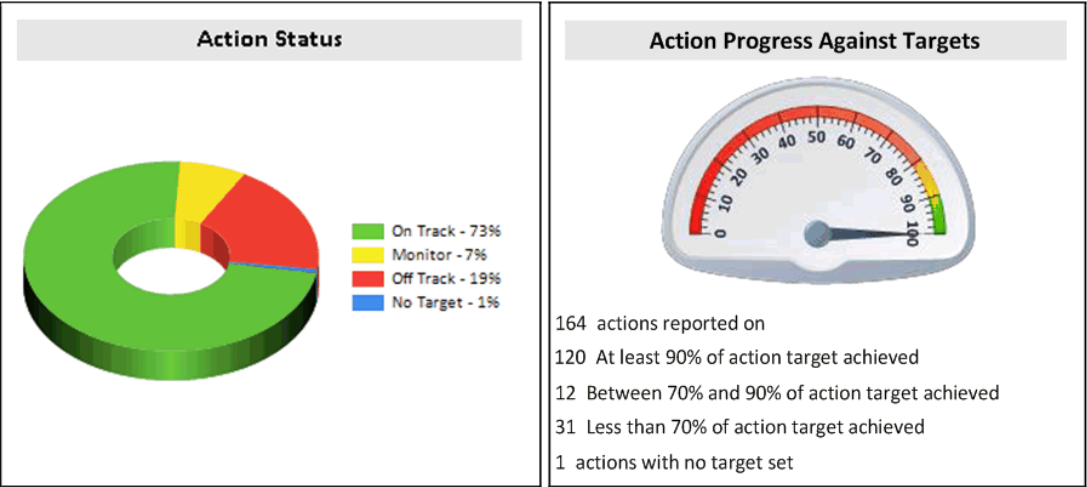 Action Status
On Track - 73%
Monitor - 7%
Off Track - 19%
No Target - 1%
Action Progress Against Targets
0
10
20
30
40
50
60
70
80
90
100
164 actions reported on
120 At least 90% of action target achieved
12 Between 70% and 90% of action target achieved
31 Less than 70% of action target achieved
1 actions with no target set